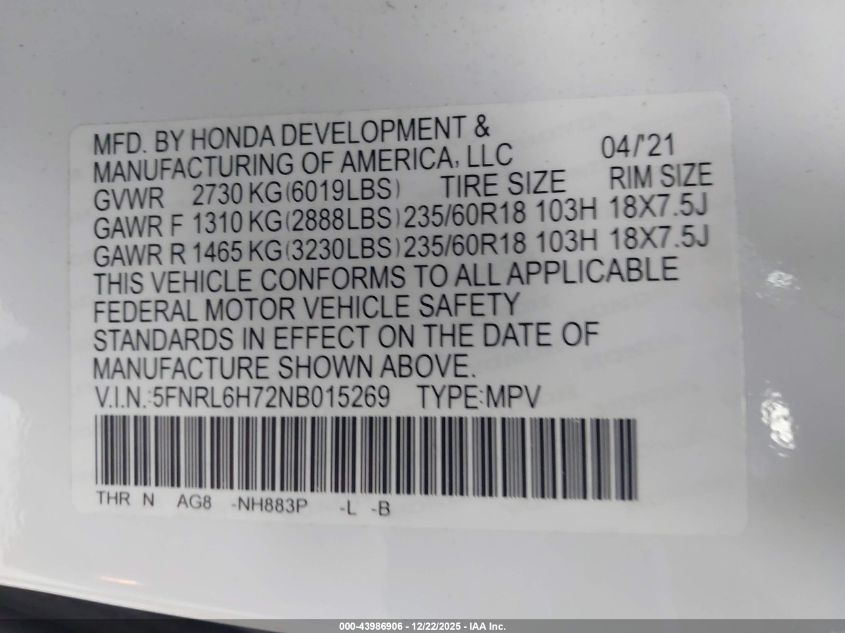 MFD. BY HONDA DEVELOPMENT &
MANUFACTURING OF AMERICA, LLC 04/'21
GVWR 2730 KG(6019LBS) TIRE SIZE RIM SIZE
GAWR F 1310 KG(2888LBS) 235/60R18 103H 18X7.5J
GAWR R 1465 KG(3230LBS) 235/60R18 103H 18X7.5J
THIS VEHICLE CONFORMS TO ALL APPLICABLE
FEDERAL MOTOR VEHICLE SAFETY
STANDARDS IN EFFECT ON THE DATE OF
MANUFACTURE SHOWN ABOVE.
V.I.N.:5FNRL6H72NB015269 TYPE:MPV
THR N AG8 -NH883P -L -B
000-43986906 - 12/22/2025 - IAA Inc.